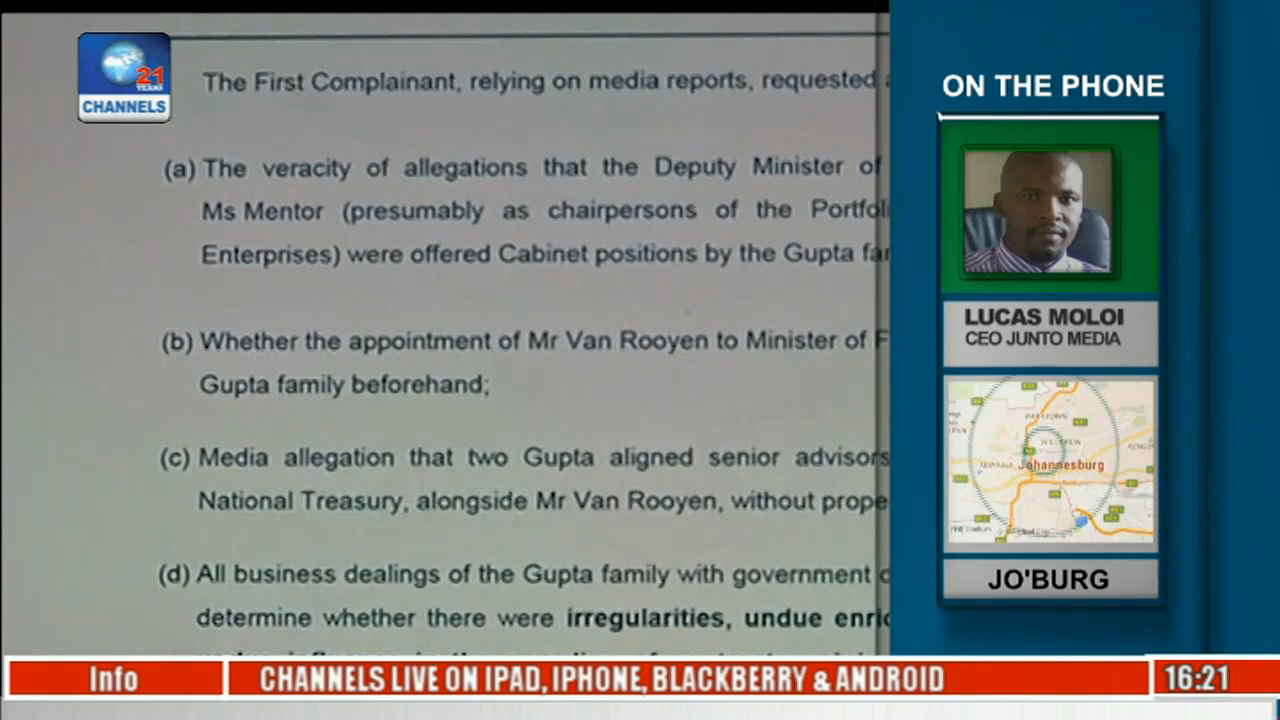 21
YEARS
CHANNELS
The First Complainant, relying on media reports, requested
(a) The veracity of allegations that the Deputy Minister of
Ms Mentor (presumably as chairpersons of the
Enterprises) were offered Cabinet positions by the Gupta
(b) Whether the appointment of Mr Van Rooyen to Minister of
Gupta family beforehand;
(c) Media allegation that two Gupta aligned senior advisors
National Treasury, alongside Mr Van Rooyen, without
(d) All business dealings of the Gupta family with government
determine whether there were irregularities, undue
ON THE PHONE
LUCAS MOLOI
CEO JUNTO MEDIA
Johannesburg
JO'BURG
Info
CHANNELS LIVE ON IPAD, IPHONE, BLACKBERRY & ANDROID
16:21